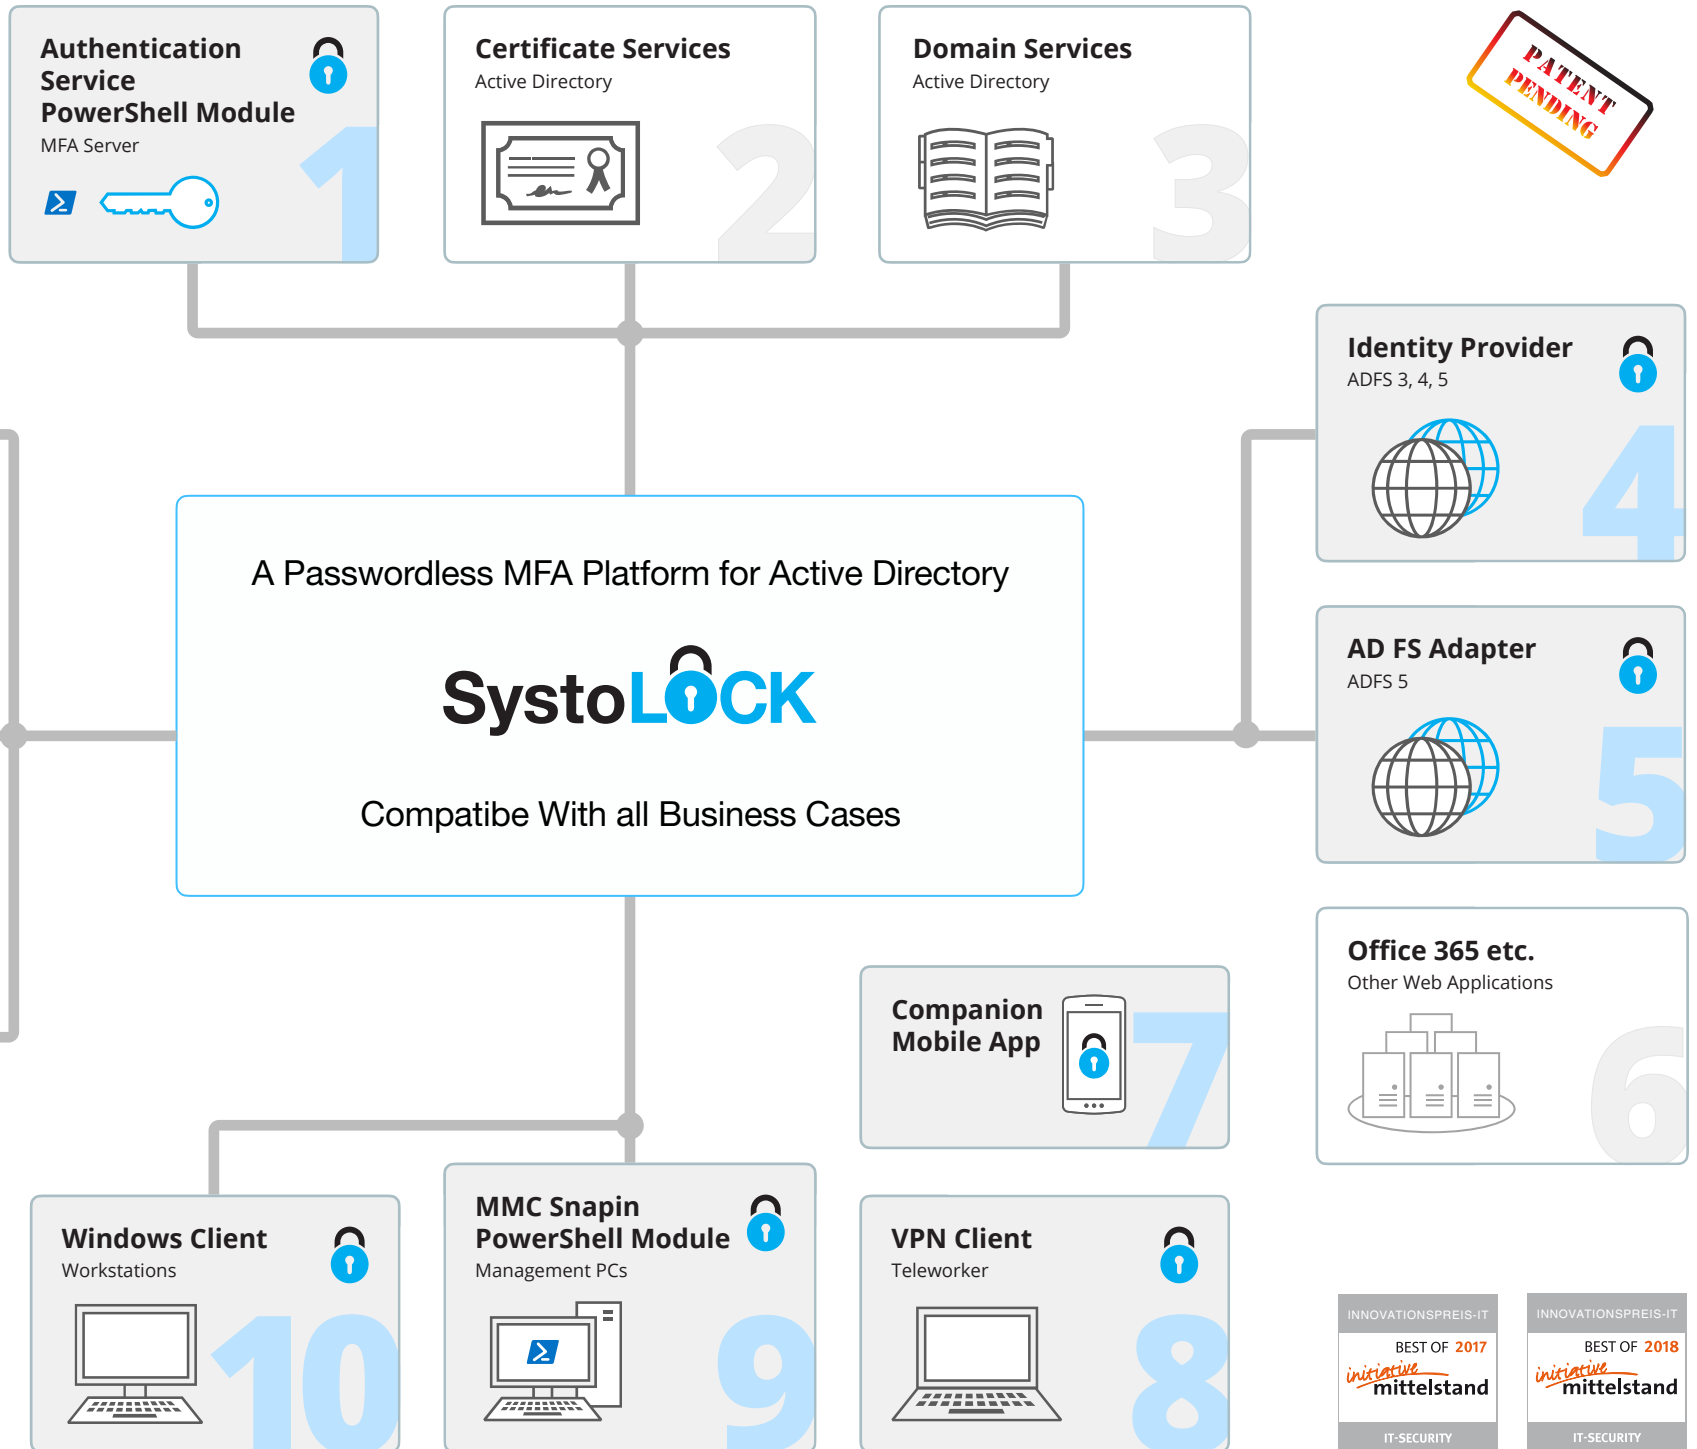 Authentication
Service
PowerShell Module
MFA Server
1
Certificate Services
Active Directory
2
Domain Services
Active Directory
3
PATENT
PENDING
Identity Provider
ADFS 3, 4, 5
4
A Passwordless MFA Platform for Active Directory
SystoLOCK
Compatibe With all Business Cases
AD FS Adapter
ADFS 5
5
Office 365 etc.
Other Web Applications
6
Companion
Mobile App
7
Windows Client
Workstations
10
MMC Snapin
PowerShell Module
Management PCs
9
VPN Client
Teleworker
8
INNOVATIONSPREIS-IT
BEST OF 2017
initiative
mittelstand
IT-SECURITY
INNOVATIONSPREIS-IT
BEST OF 2018
initiative
mittelstand
IT-SECURITY